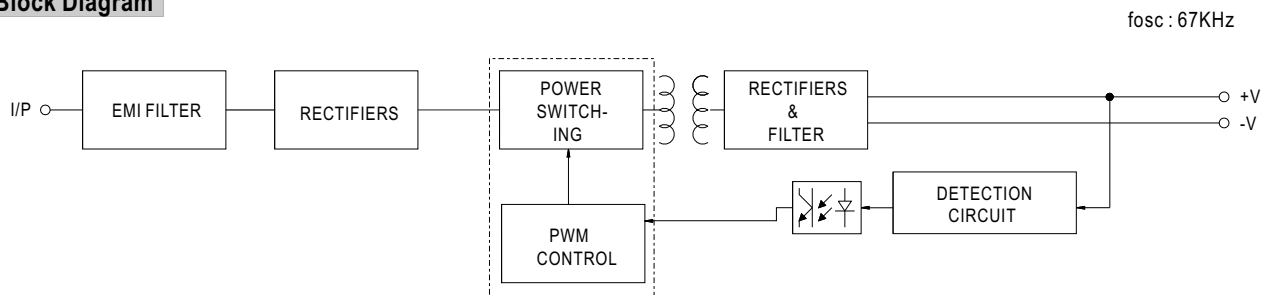 Block Diagram
fosc : 67KHz
I/P
EMI FILTER
RECTIFIERS
POWER
SWITCH-
ING
RECTIFIERS
&
FILTER
+V
-V
DETECTION
CIRCUIT
PWM
CONTROL